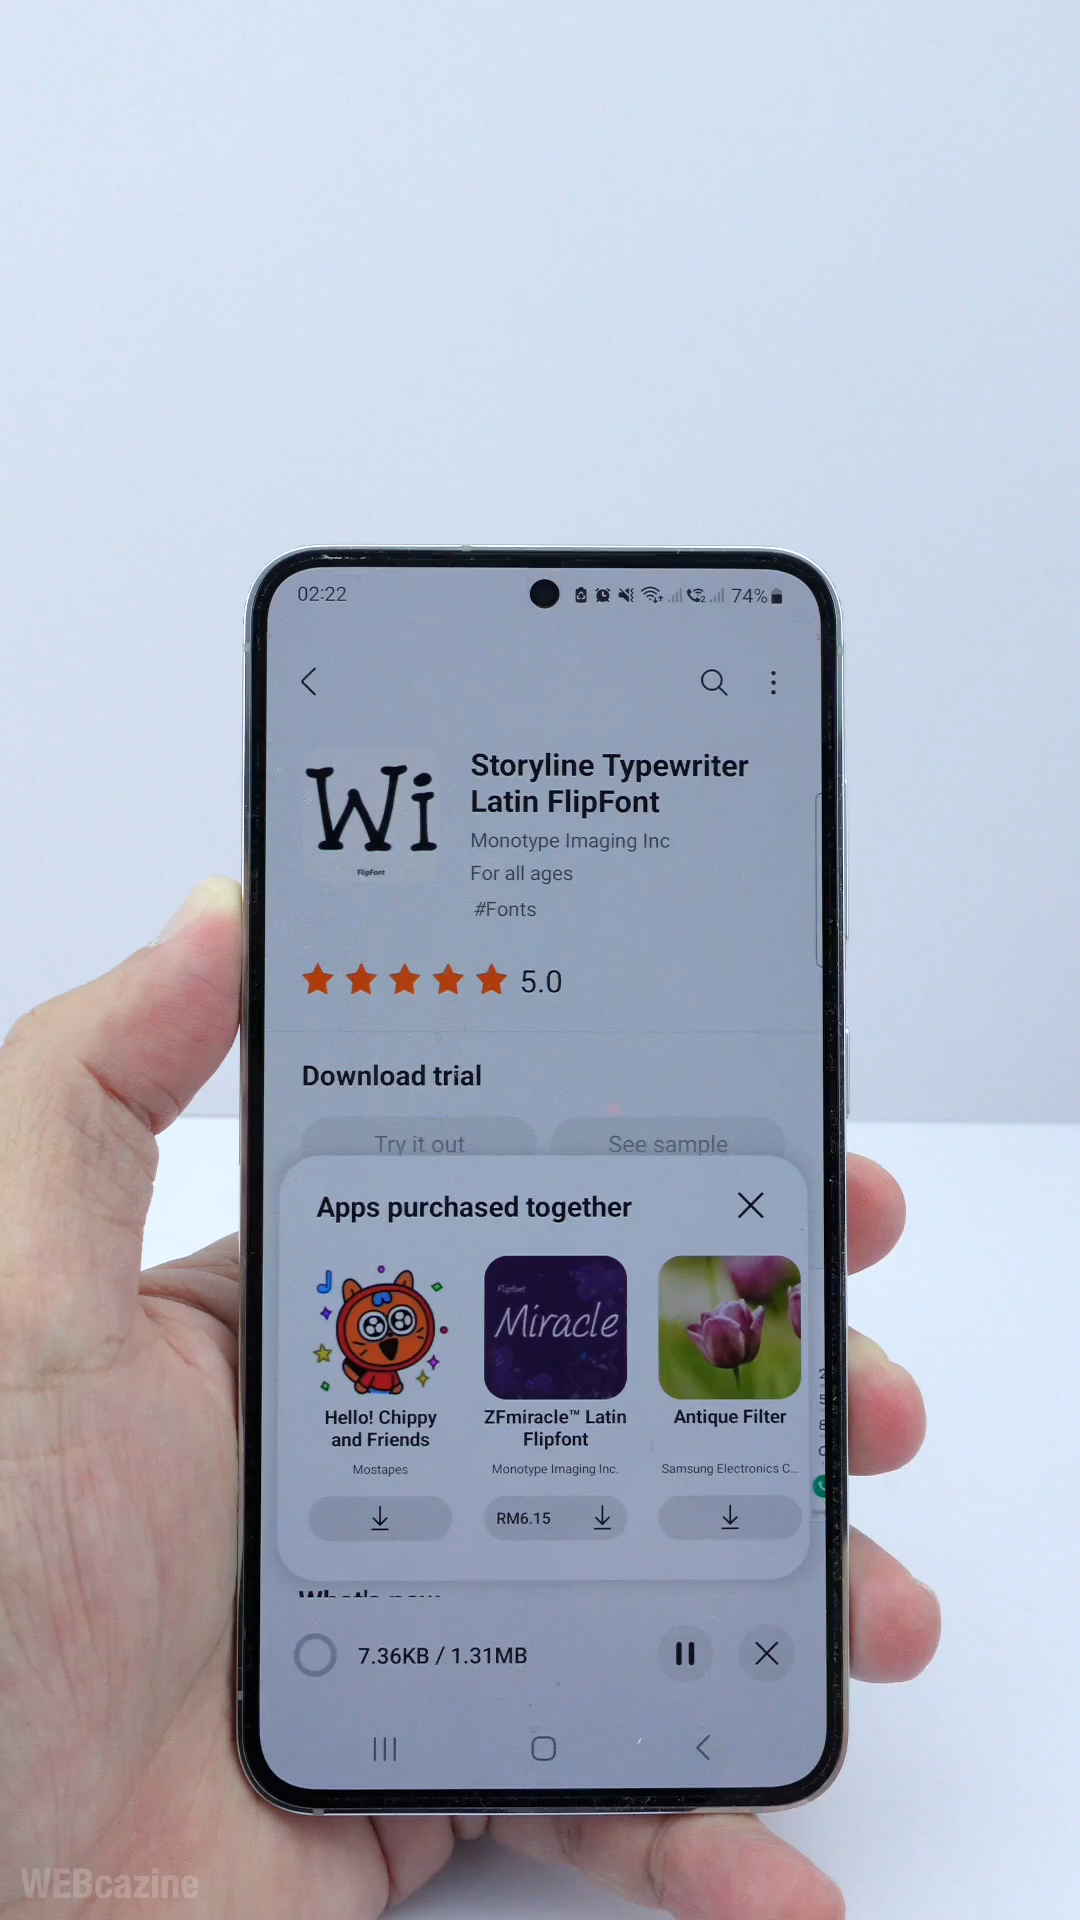 02:22
74%
Storyline Typewriter
Latin FlipFont
Wi
FlipFont
Monotype Imaging Inc
For all ages
#Fonts
5.0
Download trial
Try it out
See sample
Apps purchased together
Flipfont
Miracle
Hello! Chippy
and Friends
ZFmiracle™ Latin
Flipfont
Antique Filter
Mostapes
Monotype Imaging Inc.
Samsung Electronics C...
RM6.15
7.36KB / 1.31MB
WEBcazine